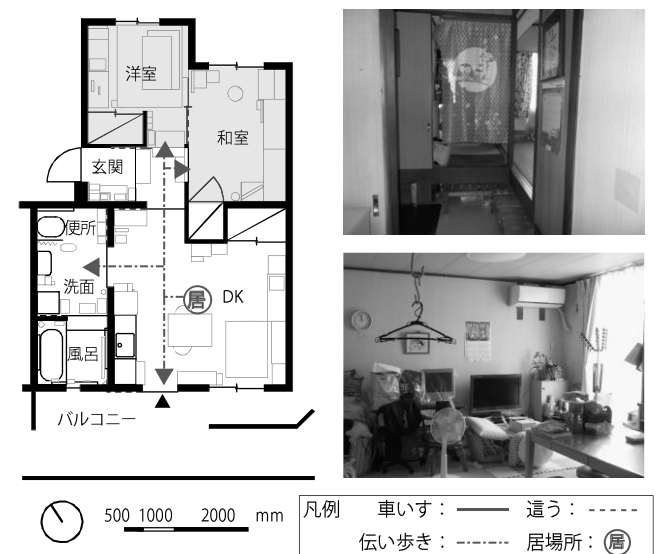 洋室
和室
玄関
便所
洗面
居 DK
風呂
バルコニー
500 1000 2000 mm
凡例 車いす： 這う：
伝い歩き： 居場所：居